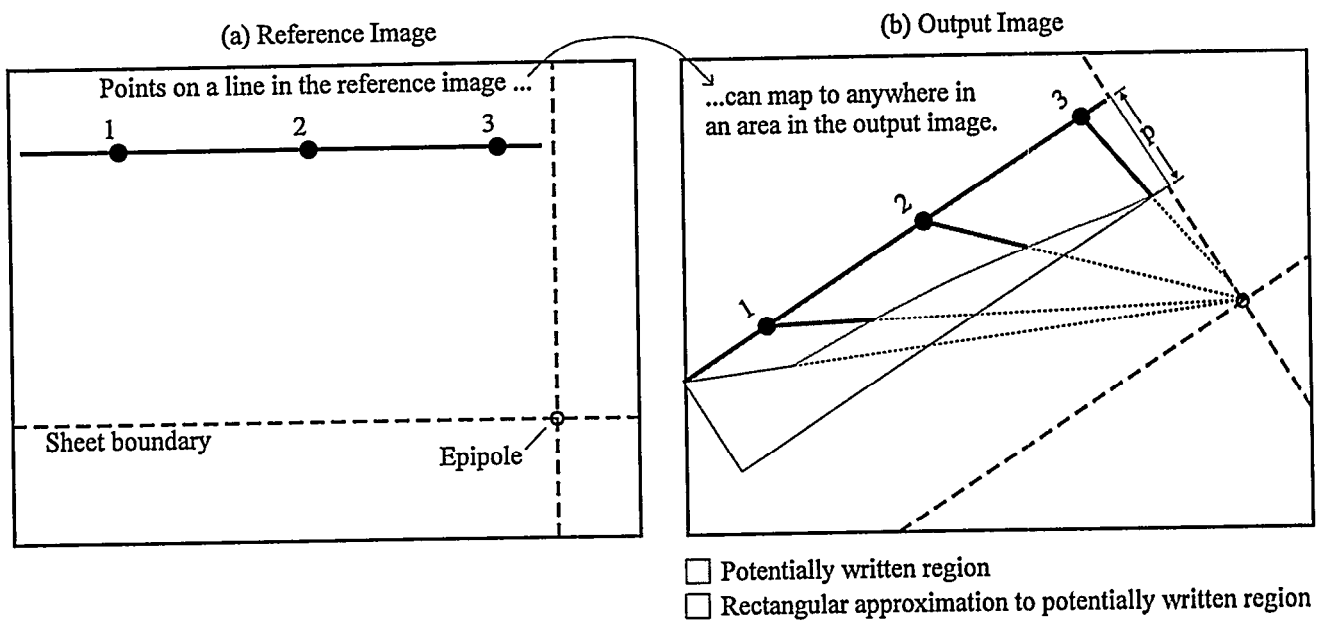 (a) Reference Image
(b) Output Image
Points on a line in the reference image ...
1
2
3
Sheet boundary
Epipole
...can map to anywhere in
an area in the output image.
3
p
2
1
Potentially written region
Rectangular approximation to potentially written region